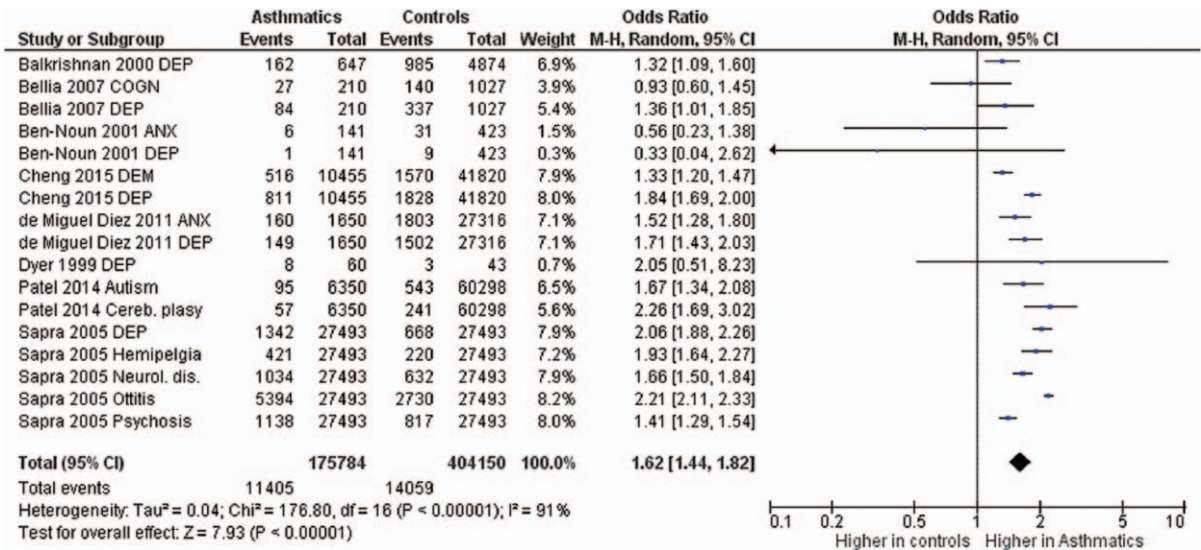 Asthmatics Controls Odds Ratio Odds Ratio
Study or Subgroup Events Total Events Total Weight M-H, Random, 95% CI M-H, Random, 95% CI
Balkrishnan 2000 DEP 162 647 985 4874 6.9% 1.32 [1.09, 1.60]
Bellia 2007 COGN 27 210 140 1027 3.9% 0.93 [0.60, 1.45]
Bellia 2007 DEP 84 210 337 1027 5.4% 1.36 [1.01, 1.85]
Ben-Noun 2001 ANX 6 141 31 423 1.5% 0.56 [0.23, 1.38]
Ben-Noun 2001 DEP 1 141 9 423 0.3% 0.33 [0.04, 2.62]
Cheng 2015 DEM 516 10455 1570 41820 7.9% 1.33 [1.20, 1.47]
Cheng 2015 DEP 811 10455 1828 41820 8.0% 1.84 [1.69, 2.00]
de Miguel Diez 2011 ANX 160 1650 1803 27316 7.1% 1.52 [1.28, 1.80]
de Miguel Diez 2011 DEP 149 1650 1502 27316 7.1% 1.71 [1.43, 2.03]
Dyer 1999 DEP 8 60 3 43 0.7% 2.05 [0.51, 8.23]
Patel 2014 Autism 95 6350 543 60298 6.5% 1.67 [1.34, 2.08]
Patel 2014 Cereb. plasy 57 6350 241 60298 5.6% 2.26 [1.69, 3.02]
Sapra 2005 DEP 1342 27493 668 27493 7.9% 2.06 [1.88, 2.26]
Sapra 2005 Hemipelgia 421 27493 220 27493 7.2% 1.93 [1.64, 2.27]
Sapra 2005 Neurol. dis. 1034 27493 632 27493 7.9% 1.66 [1.50, 1.84]
Sapra 2005 Ottitis 5394 27493 2730 27493 8.2% 2.21 [2.11, 2.33]
Sapra 2005 Psychosis 1138 27493 817 27493 8.0% 1.41 [1.29, 1.54]
Total (95% CI) 175784 404150 100.0% 1.62 [1.44, 1.82]
Total events 11405 14059
Heterogeneity: Tau² = 0.04; Chi² = 176.80, df = 16 (P < 0.00001); I² = 91%
Test for overall effect: Z = 7.93 (P < 0.00001)
0.1 0.2 0.5 1 2 5 10
Higher in controls Higher in Asthmatics